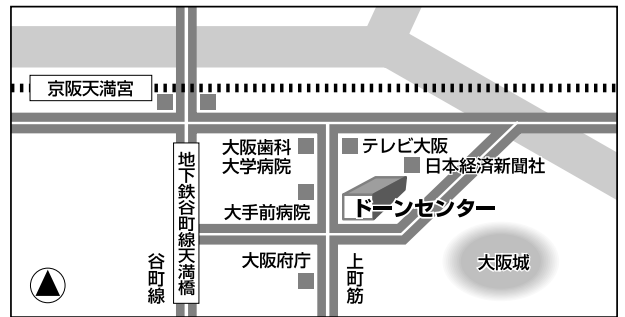 京阪天満宮
大阪歯科
大学病院
テレビ大阪
日本経済新聞社
大手前病院
ドーンセンター
地下鉄谷町線天満橋
大阪府庁
大阪城
谷町線
上町筋